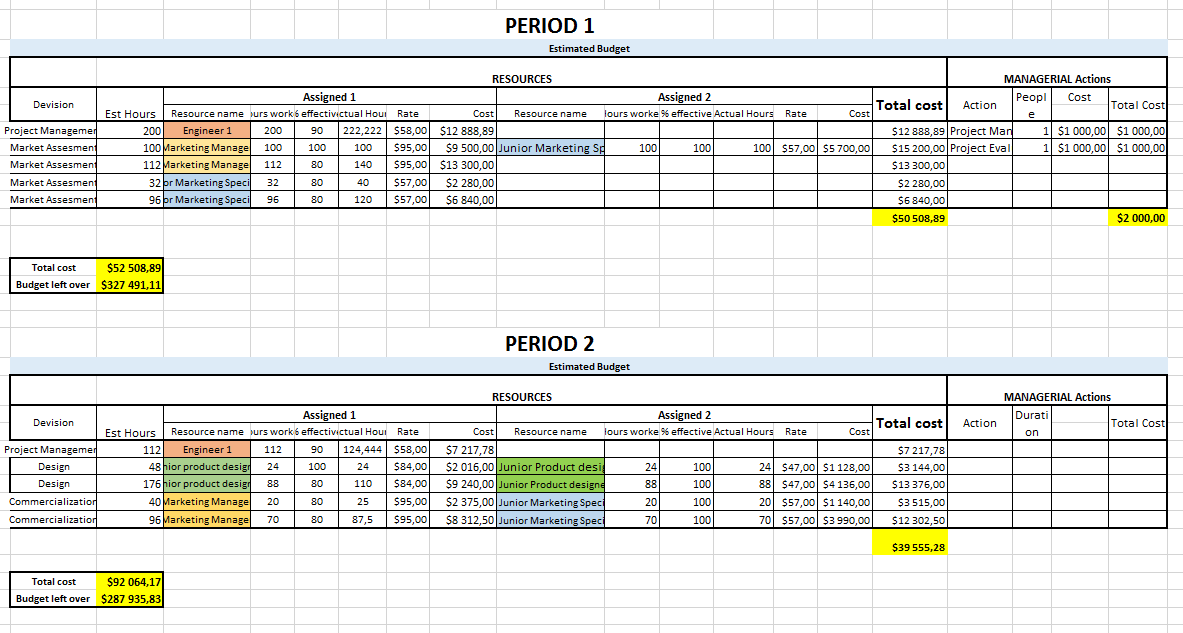 PERIOD 1
Estimated Budget
RESOURCES MANAGERIAL Actions
Devision Est Hours Assigned 1 Assigned 2 Total cost Action Peopl e Cost Total Cost
Resource name ours work % effective Actual Hour Rate Cost Resource name Hours worke % effective Actual Hours Rate Cost
Project Managemer 200 Engineer 1 200 90 222,222 $58,00 $12 888,89 $12 888,89 Project Man 1 $1 000,00 $1 000,00
Market Assesment 100 Marketing Manage 100 100 100 $95,00 $9 500,00 Junior Marketing Sp 100 100 100 $57,00 $5 700,00 $15 200,00 Project Eval 1 $1 000,00 $1 000,00
Market Assesment 112 Marketing Manage 112 80 140 $95,00 $13 300,00 $13 300,00
Market Assesment 32 or Marketing Speci 32 80 40 $57,00 $2 280,00 $2 280,00
Market Assesment 96 or Marketing Speci 96 80 120 $57,00 $6 840,00 $6 840,00
$50 508,89 $2 000,00
Total cost $52 508,89
Budget left over $327 491,11
PERIOD 2
Estimated Budget
RESOURCES MANAGERIAL Actions
Devision Est Hours Assigned 1 Assigned 2 Total cost Action Durati on Total Cost
Resource name ours work % effective Actual Hour Rate Cost Resource name Hours worke % effective Actual Hours Rate Cost
Project Managemer 112 Engineer 1 112 90 124,444 $58,00 $7 217,78 $7 217,78
Design 48 nior product desigr 24 100 24 $84,00 $2 016,00 Junior Product desig 24 100 24 $47,00 $1 128,00 $3 144,00
Design 176 nior product desigr 88 80 110 $84,00 $9 240,00 Junior Product designe 88 100 88 $47,00 $4 136,00 $13 376,00
Commercialization 40 Marketing Manage 20 80 25 $95,00 $2 375,00 Junior Marketing Speci 20 100 20 $57,00 $1 140,00 $3 515,00
Commercialization 96 Marketing Manage 70 80 87,5 $95,00 $8 312,50 Junior Marketing Speci 70 100 70 $57,00 $3 990,00 $12 302,50
$39 555,28
Total cost $92 064,17
Budget left over $287 935,83